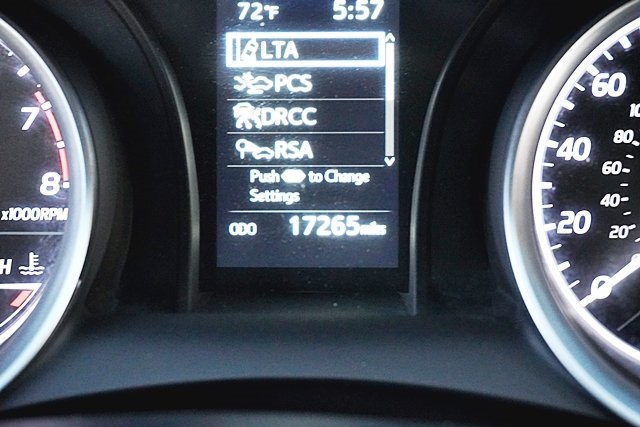 72°F 5:57
LTA
PCS
DRCC
RSA
Push to Change
Settings
ODO 17265 miles
7
8
x1000RPM
H
60
40
20
0
80
60
40
20